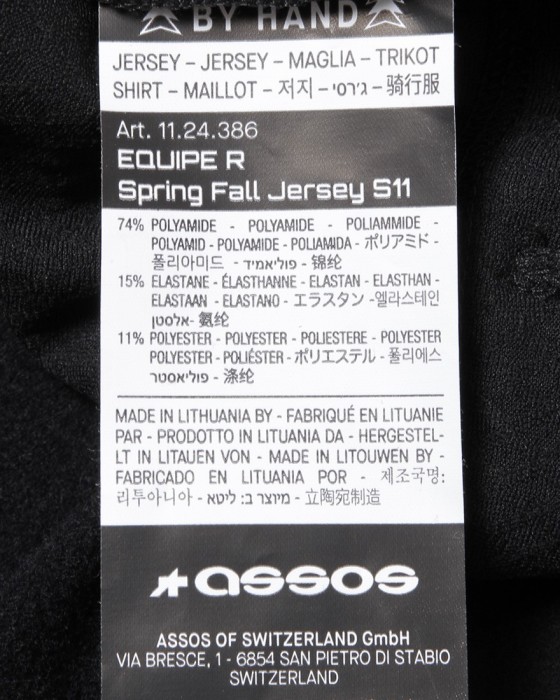 BY HAND
JERSEY – JERSEY – MAGLIA – TRIKOT
SHIRT – MAILLOT – 저지 – ג'רסי – 骑行服
Art. 11.24.386
EQUIPE R
Spring Fall Jersey S11
74% POLYAMIDE - POLYAMIDE - POLIAMMIDE -
POLYAMID - POLYAMIDE - POLIAMIDA - ポリアミド -
폴리아미드 - פוליאמיד - 锦纶
15% ELASTANE - ÉLASTHANNE - ELASTAN - ELASTHAN -
ELASTAAN - ELASTANO - エラスタン -엘라스테인
אלסטן- 氨纶
11% POLYESTER - POLYESTER - POLIESTERE - POLYESTER
POLYESTER - POLIÉSTER - ポリエステル - 폴리에스
פוליאסטר - 涤纶
MADE IN LITHUANIA BY - FABRIQUÉ EN LITUANIE
PAR - PRODOTTO IN LITUANIA DA - HERGESTEL-
LT IN LITAUEN VON - MADE IN LITOUWEN BY -
FABRICADO EN LITUANIA POR - 제조국명:
리투아니아 - מיוצר ב: ליטא - 立陶宛制造
assos
ASSOS OF SWITZERLAND GmbH
VIA BRESCE, 1 - 6854 SAN PIETRO DI STABIO
SWITZERLAND